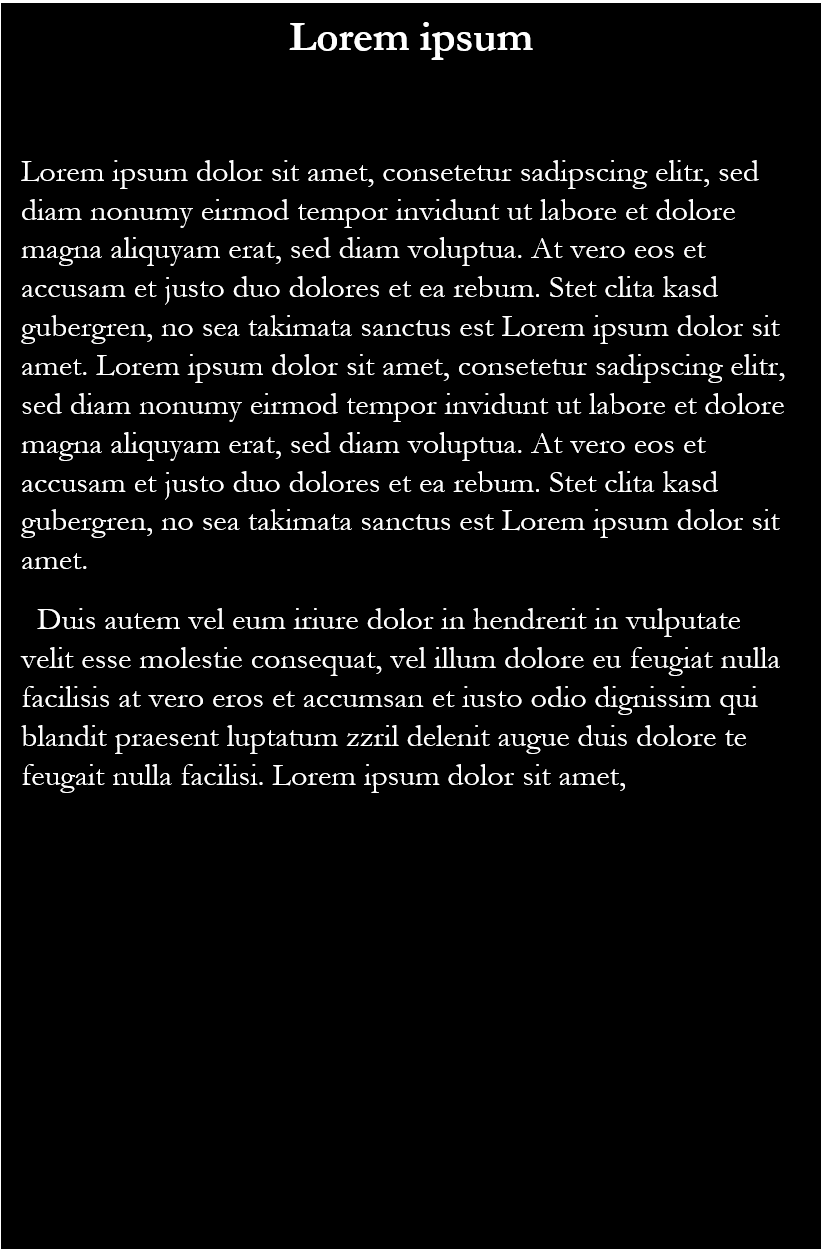 Lorem ipsum
Lorem ipsum dolor sit amet, consetetur sadipscing elitr, sed
diam nonumy eirmod tempor invidunt ut labore et dolore
magna aliquyam erat, sed diam voluptua. At vero eos et
accusam et justo duo dolores et ea rebum. Stet clita kasd
gubergren, no sea takimata sanctus est Lorem ipsum dolor sit
amet. Lorem ipsum dolor sit amet, consetetur sadipscing elitr,
sed diam nonumy eirmod tempor invidunt ut labore et dolore
magna aliquyam erat, sed diam voluptua. At vero eos et
accusam et justo duo dolores et ea rebum. Stet clita kasd
gubergren, no sea takimata sanctus est Lorem ipsum dolor sit
amet.
Duis autem vel eum iriure dolor in hendrerit in vulputate
velit esse molestie consequat, vel illum dolore eu feugiat nulla
facilisis at vero eros et accumsan et iusto odio dignissim qui
blandit praesent luptatum zzril delenit augue duis dolore te
feugait nulla facilisi. Lorem ipsum dolor sit amet,